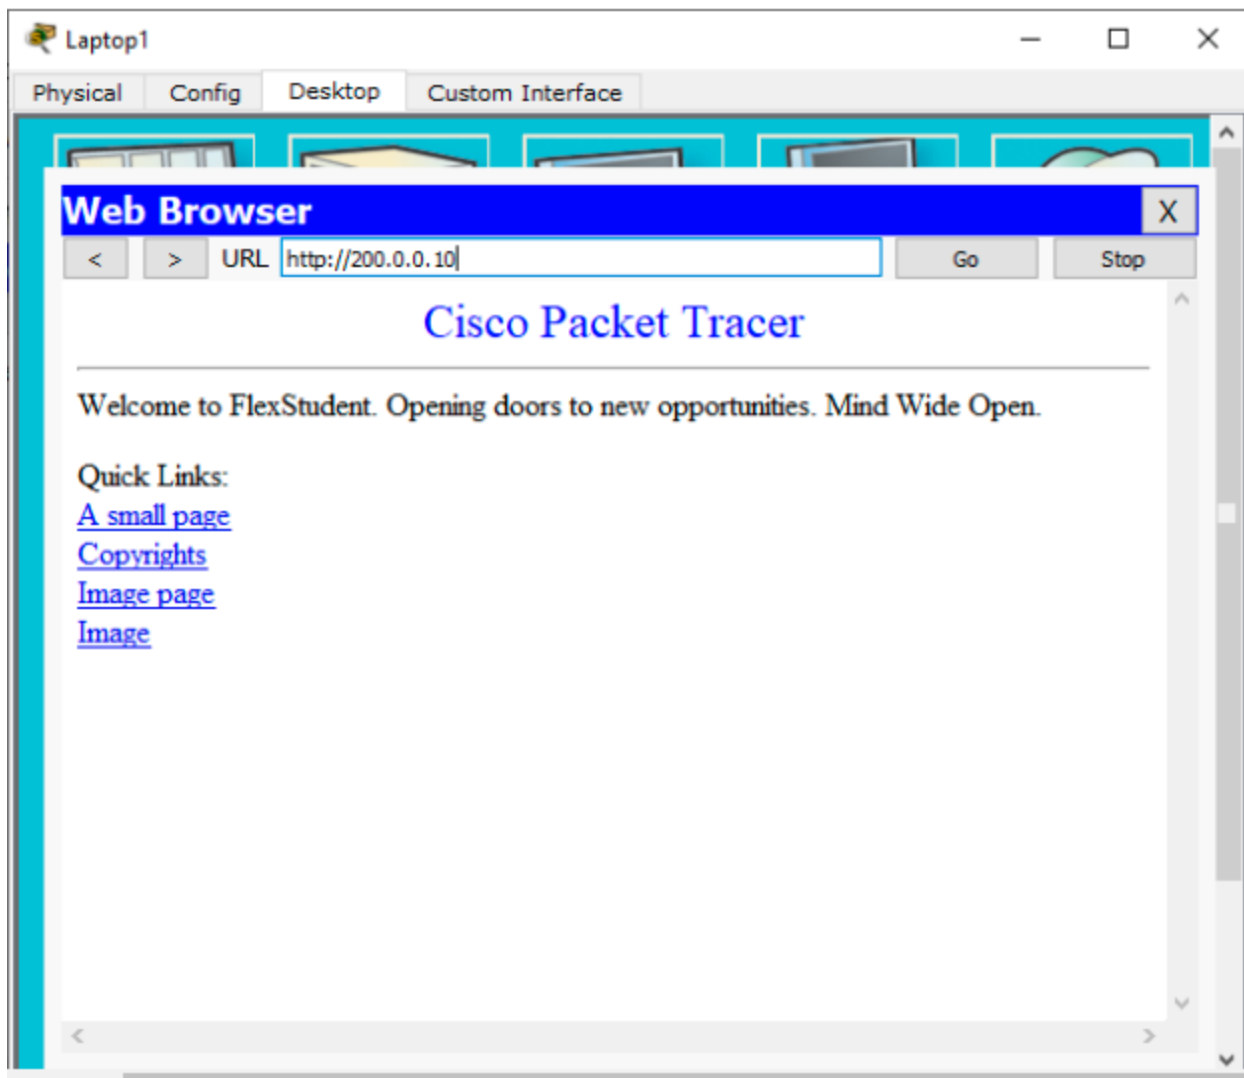 Laptop1
Physical Config Desktop Custom Interface
Web Browser X
< > URL http://200.0.0.10 Go Stop
Cisco Packet Tracer
Welcome to FlexStudent. Opening doors to new opportunities. Mind Wide Open.
Quick Links:
A small page
Copyrights
Image page
Image